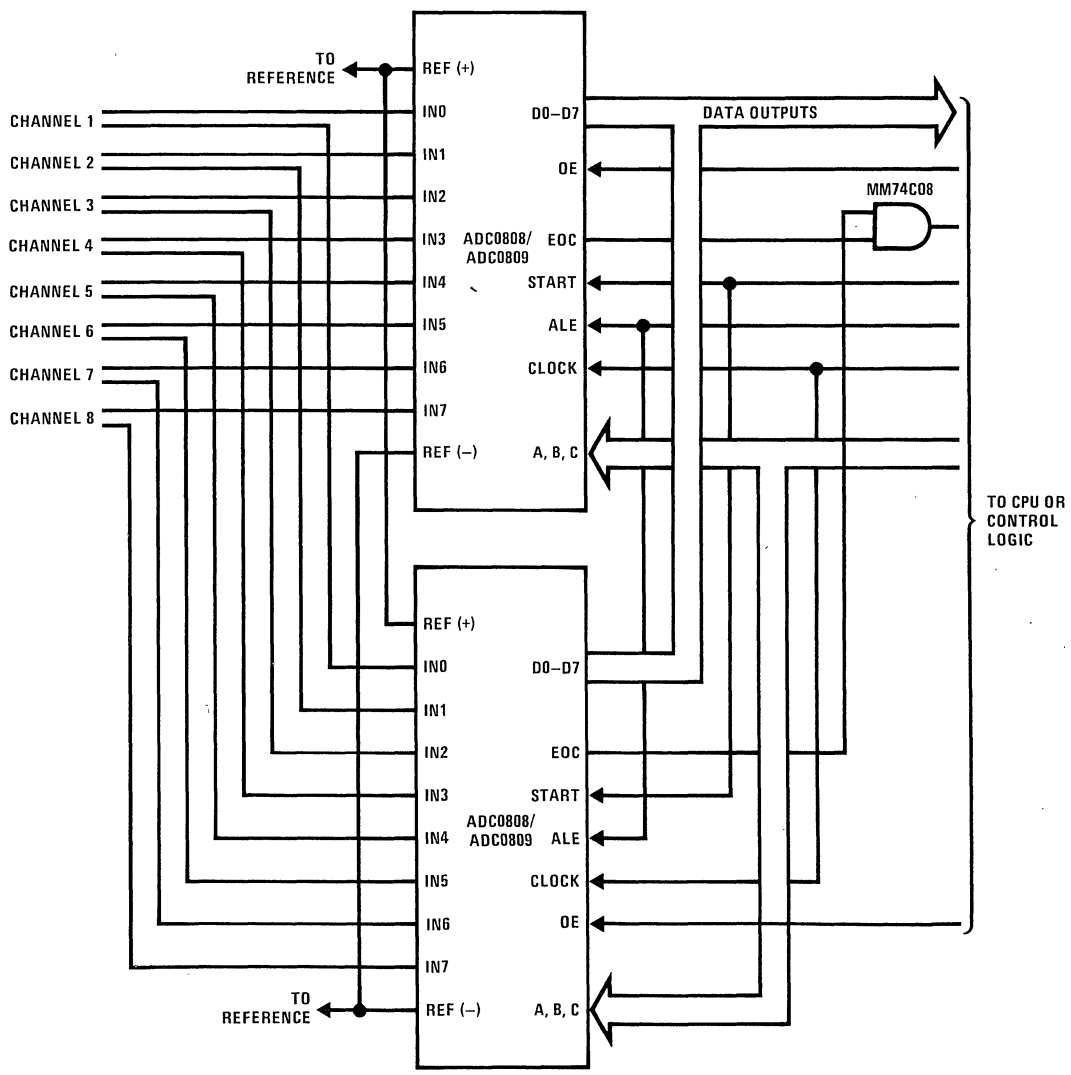 TO
REFERENCE
CHANNEL 1
CHANNEL 2
CHANNEL 3
CHANNEL 4
CHANNEL 5
CHANNEL 6
CHANNEL 7
CHANNEL 8
REF (+)
IN0
IN1
IN2
IN3
IN4
IN5
IN6
IN7
REF (–)
ADC0808/
ADC0809
D0–D7
OE
EOC
START
ALE
CLOCK
A, B, C
DATA OUTPUTS
MM74C08
TO CPU OR
CONTROL
LOGIC
REF (+)
IN0
IN1
IN2
IN3
IN4
IN5
IN6
IN7
REF (–)
ADC0808/
ADC0809
D0–D7
EOC
START
ALE
CLOCK
OE
A, B, C
TO
REFERENCE